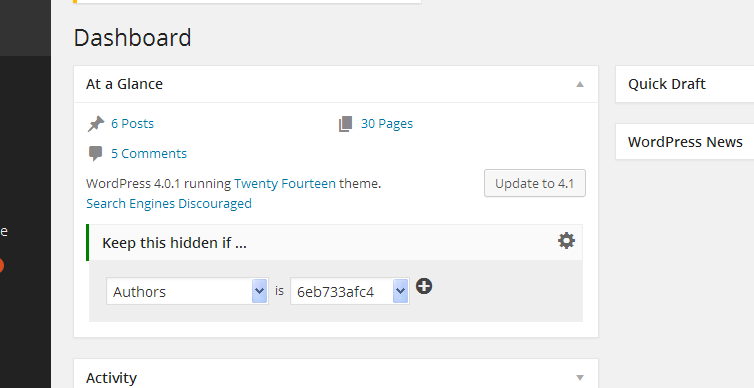 Dashboard
At a Glance
Quick Draft
6 Posts
30 Pages
WordPress News
5 Comments
WordPress 4.0.1 running Twenty Fourteen theme.
Update to 4.1
Search Engines Discouraged
e
Keep this hidden if ...
Authors
is
6eb733afc4
Activity